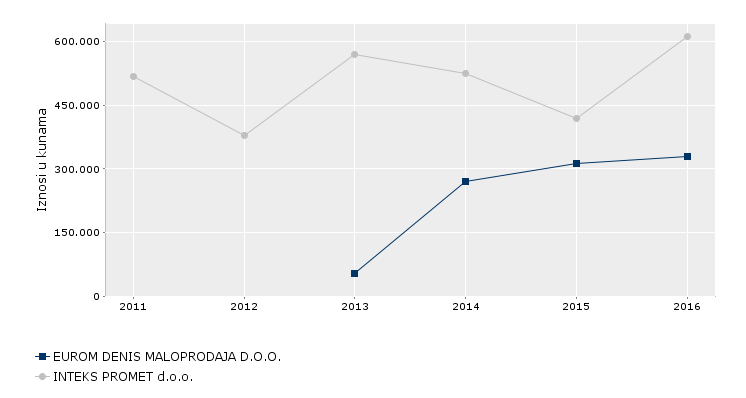 Iznosi u kunama
600.000
450.000
300.000
150.000
0
2011 2012 2013 2014 2015 2016
EUROM DENIS MALOPRODAJA D.O.O.
INTEKS PROMET d.o.o.